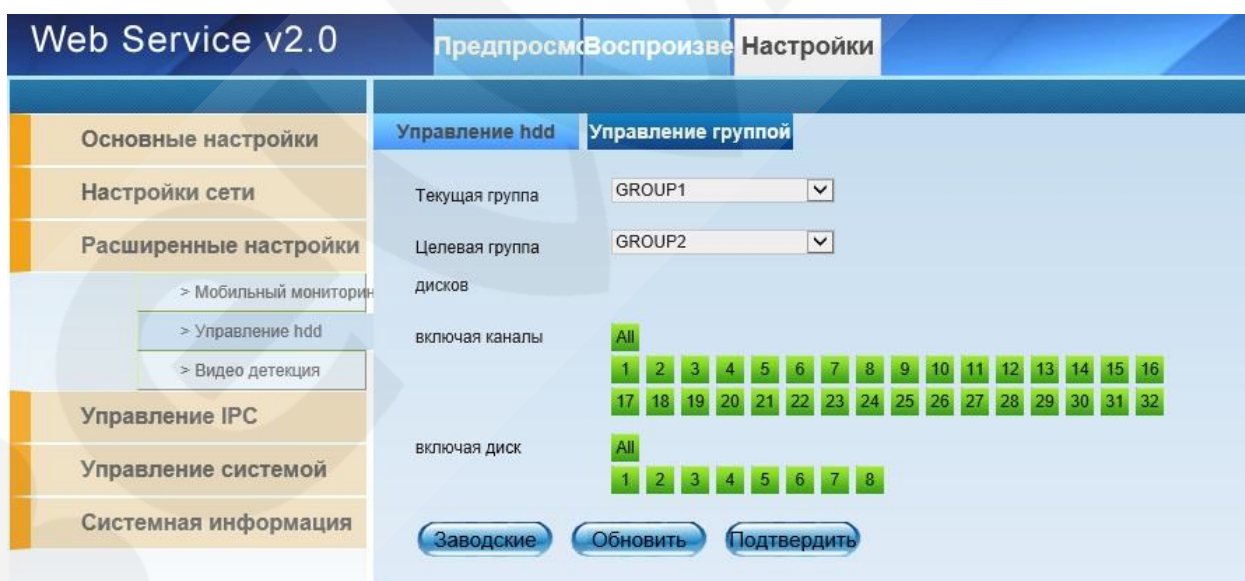 Web Service v2.0
Предпросмо Воспроизве Настройки
Основные настройки
Настройки сети
Расширенные настройки
> Мобильный мониторин
> Управление hdd
> Видео детекция
Управление IPC
Управление системой
Системная информация
Управление hdd Управление группой
Текущая группа GROUP1
Целевая группа GROUP2
дисков
включая каналы All
1 2 3 4 5 6 7 8 9 10 11 12 13 14 15 16
17 18 19 20 21 22 23 24 25 26 27 28 29 30 31 32
включая диск All
1 2 3 4 5 6 7 8
Заводские Обновить Подтвердить